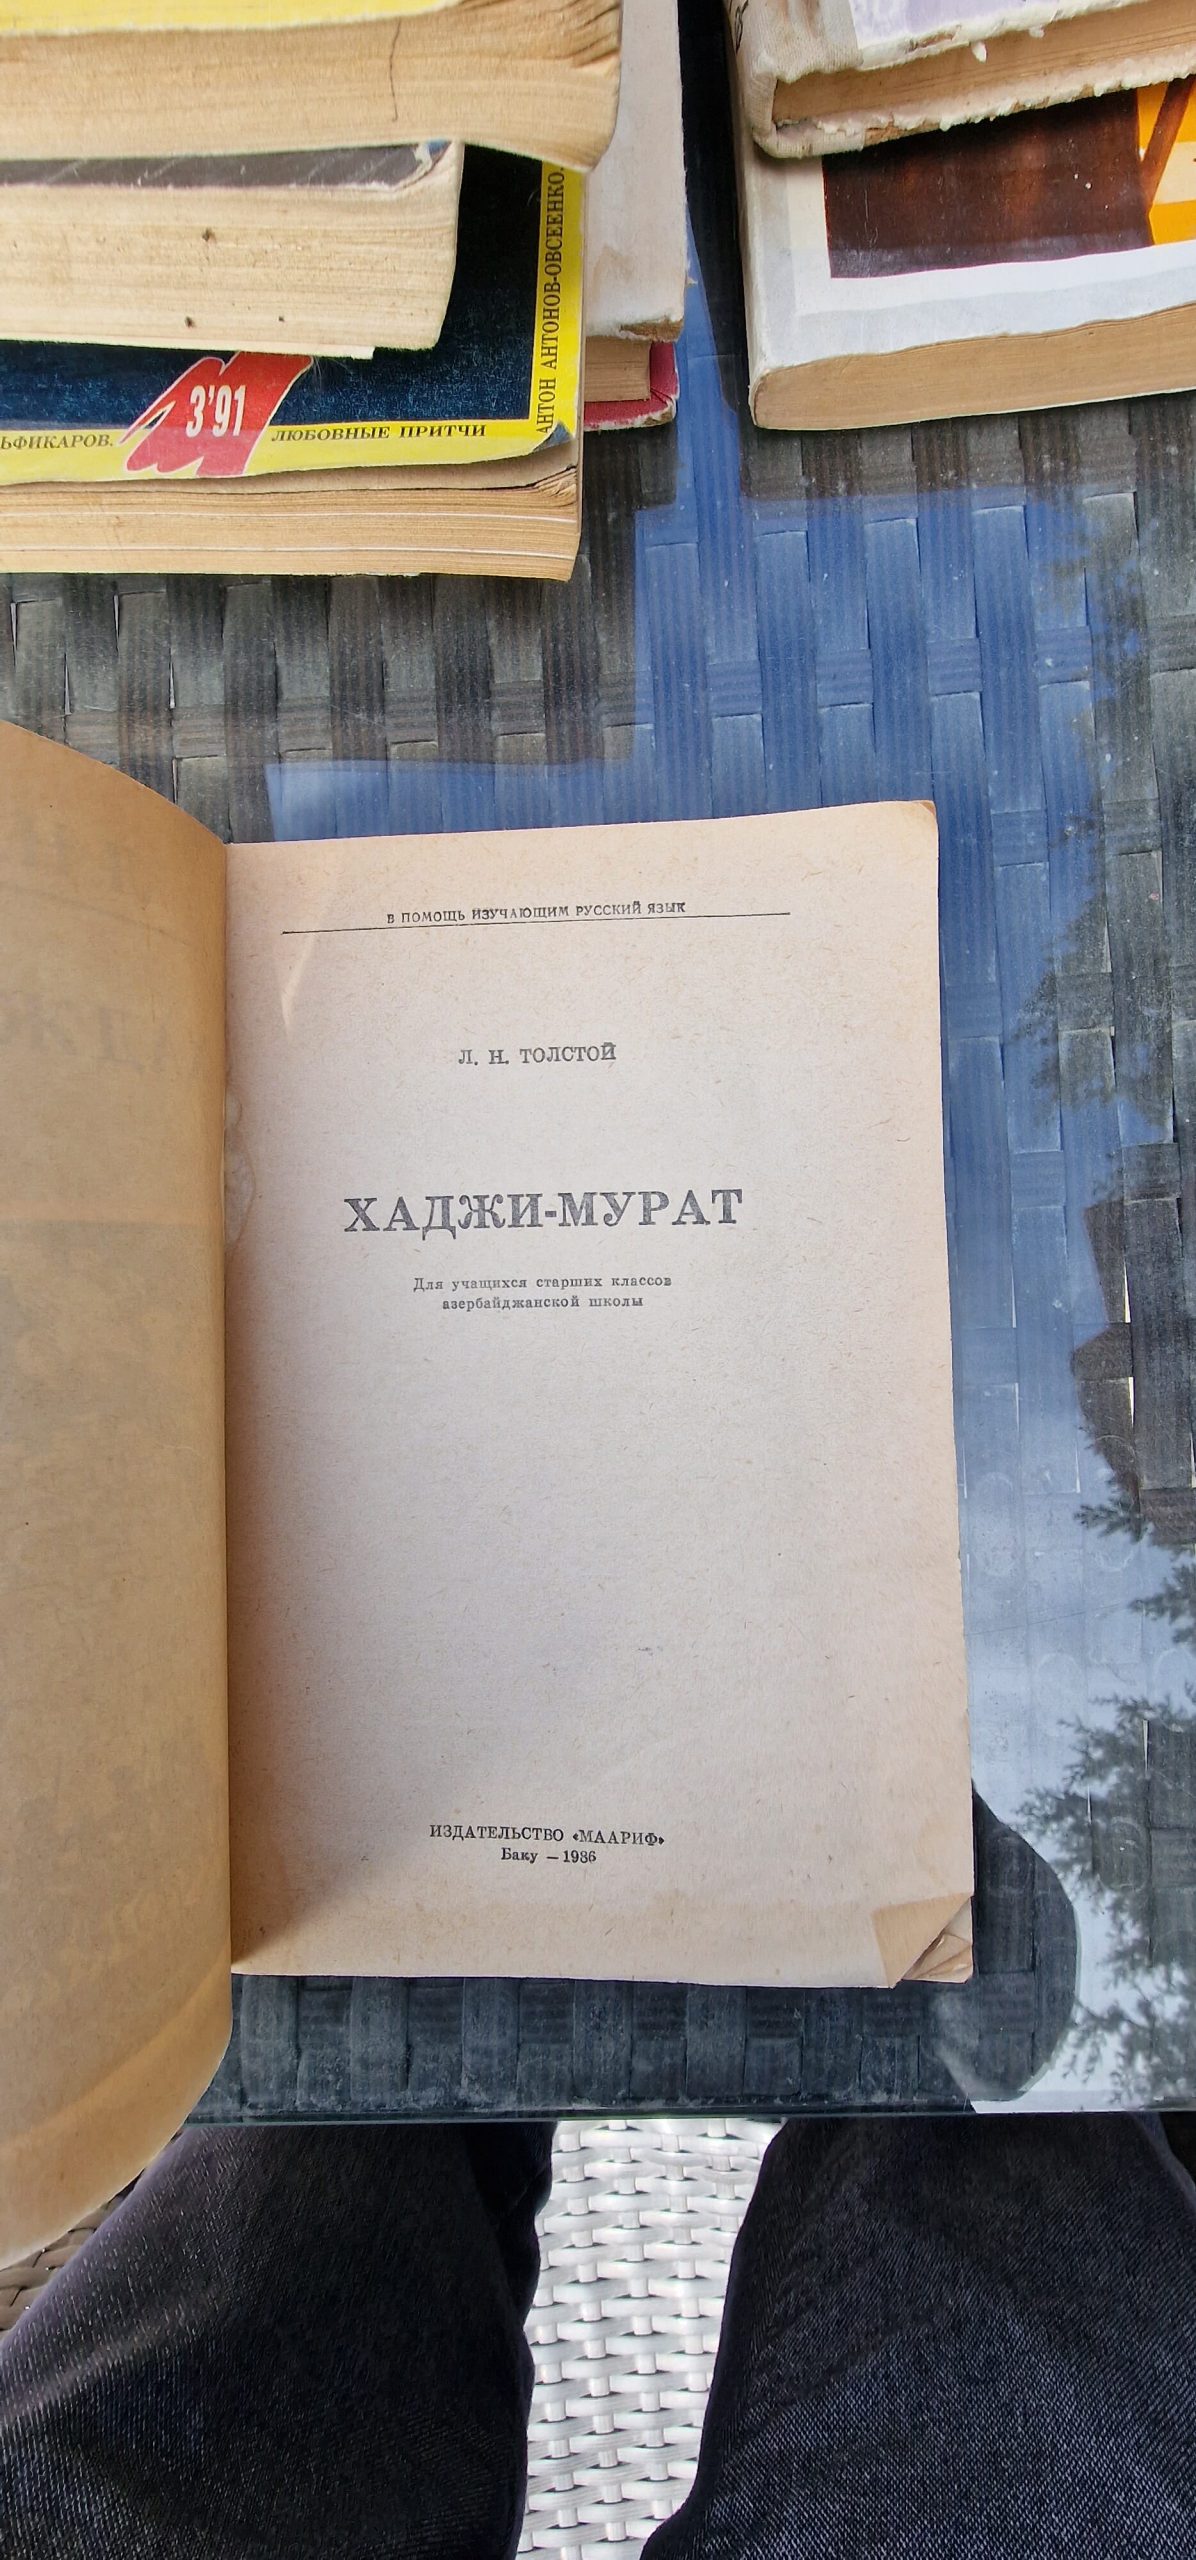 АНТОН АНТОНОВ-ОВСЕЕНКО.
3'91
ЬФИКАРОВ.
ЛЮБОВНЫЕ ПРИТЧИ
В ПОМОЩЬ ИЗУЧАЮЩИМ РУССКИЙ ЯЗЫК
Л. Н. ТОЛСТОЙ
ХАДЖИ-МУРАТ
Для учащихся старших классов
азербайджанской школы
ИЗДАТЕЛЬСТВО «МААРИФ»
Баку — 1986